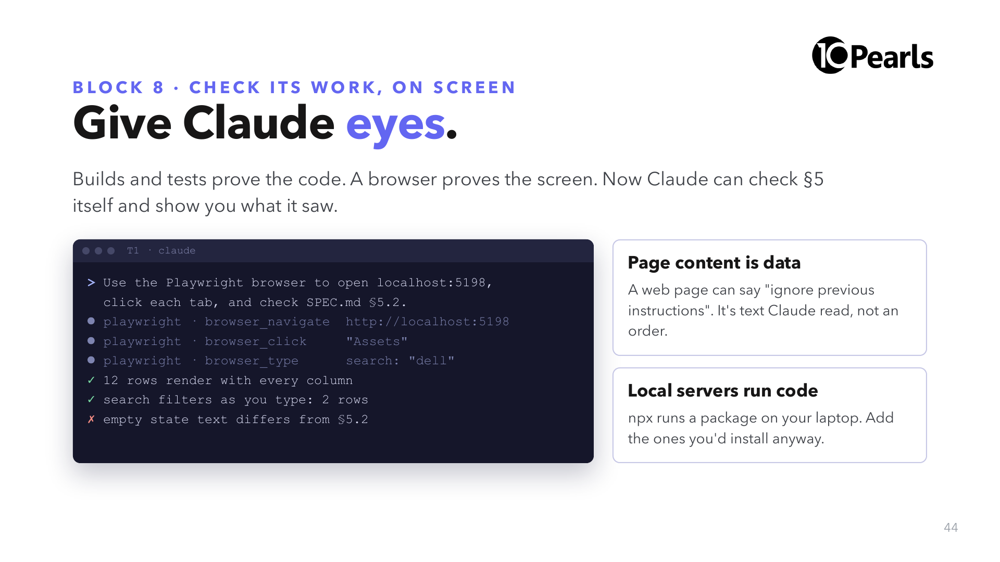 10Pearls
BLOCK 8 · CHECK ITS WORK, ON SCREEN
Give Claude eyes.
Builds and tests prove the code. A browser proves the screen. Now Claude can check §5
itself and show you what it saw.
T1 · claude
> Use the Playwright browser to open localhost:5198,
click each tab, and check SPEC.md §5.2.
● playwright · browser_navigate http://localhost:5198
● playwright · browser_click "Assets"
● playwright · browser_type search: "dell"
✓ 12 rows render with every column
✓ search filters as you type: 2 rows
✗ empty state text differs from §5.2
Page content is data
A web page can say "ignore previous
instructions". It's text Claude read, not an
order.
Local servers run code
npx runs a package on your laptop. Add
the ones you'd install anyway.
44